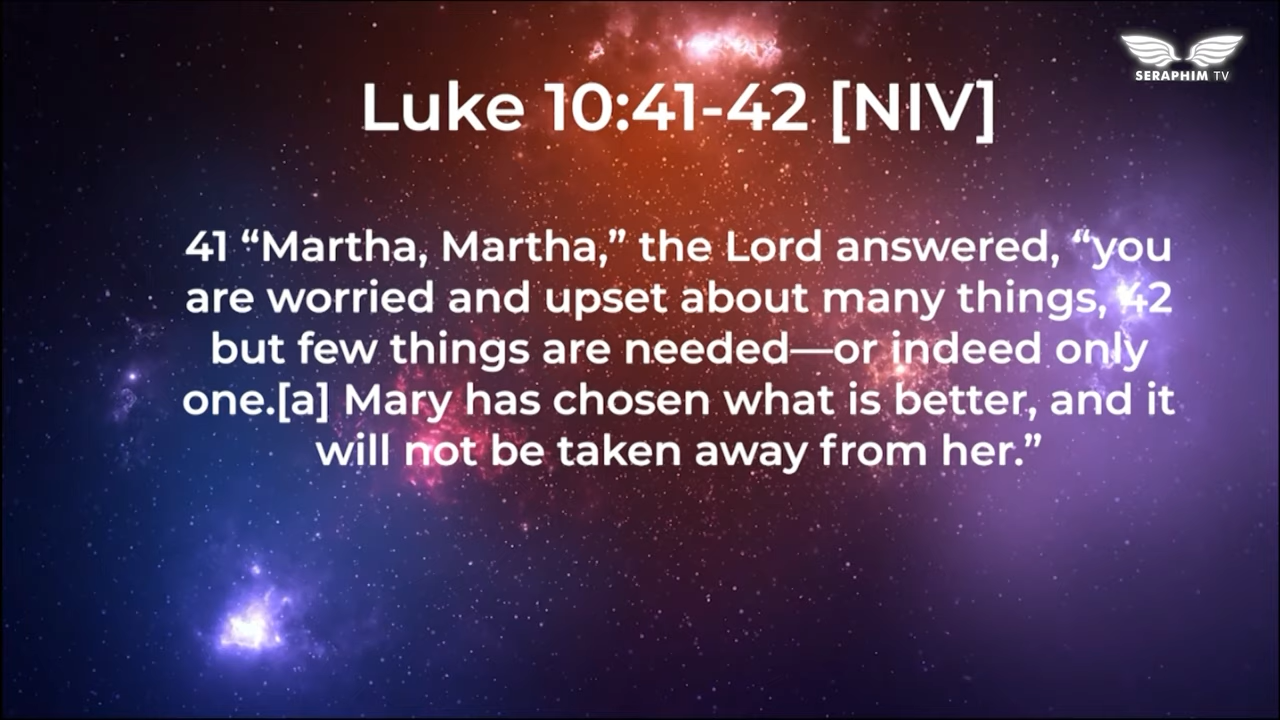 SERAPHIM TV
Luke 10:41-42 [NIV]
41 “Martha, Martha,” the Lord answered, “you
are worried and upset about many things, 42
but few things are needed—or indeed only
one.[a] Mary has chosen what is better, and it
will not be taken away from her.”